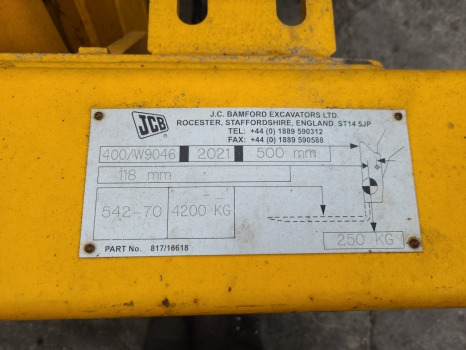 JCB
J.C. BAMFORD EXCAVATORS LTD.
ROCESTER, STAFFORDSHIRE, ENGLAND. ST14 5JP
TEL: +44 (0) 1889 590312
FAX: +44 (0) 1889 590588
400/W9046 2021 500 mm
118 mm
542-70 4200 KG
250 KG
PART No. 817/16618